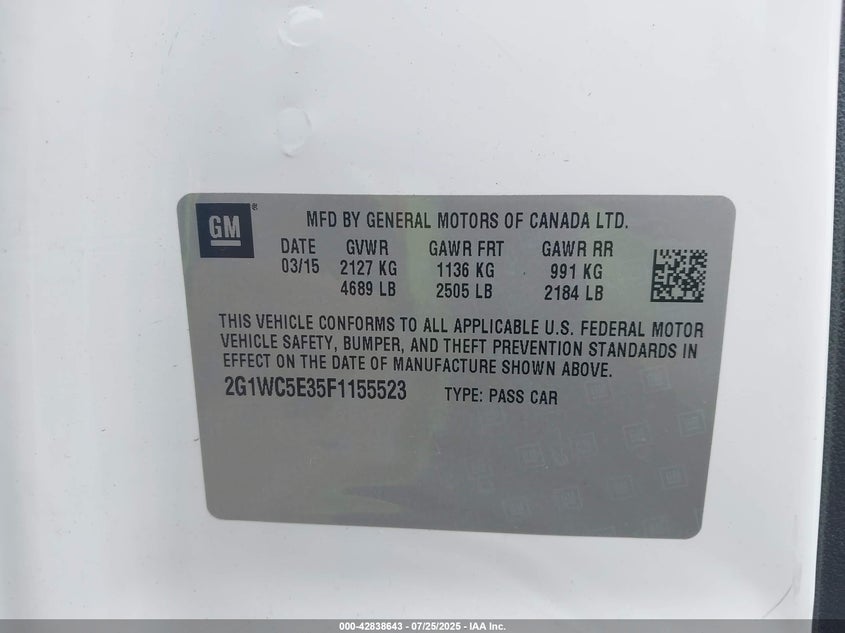 GM ®
MFD BY GENERAL MOTORS OF CANADA LTD.
DATE GVWR GAWR FRT GAWR RR
03/15 2127 KG 1136 KG 991 KG
4689 LB 2505 LB 2184 LB
THIS VEHICLE CONFORMS TO ALL APPLICABLE U.S. FEDERAL MOTOR
VEHICLE SAFETY, BUMPER, AND THEFT PREVENTION STANDARDS IN
EFFECT ON THE DATE OF MANUFACTURE SHOWN ABOVE.
2G1WC5E35F1155523 TYPE: PASS CAR
000-42838643 - 07/25/2025 - IAA Inc.